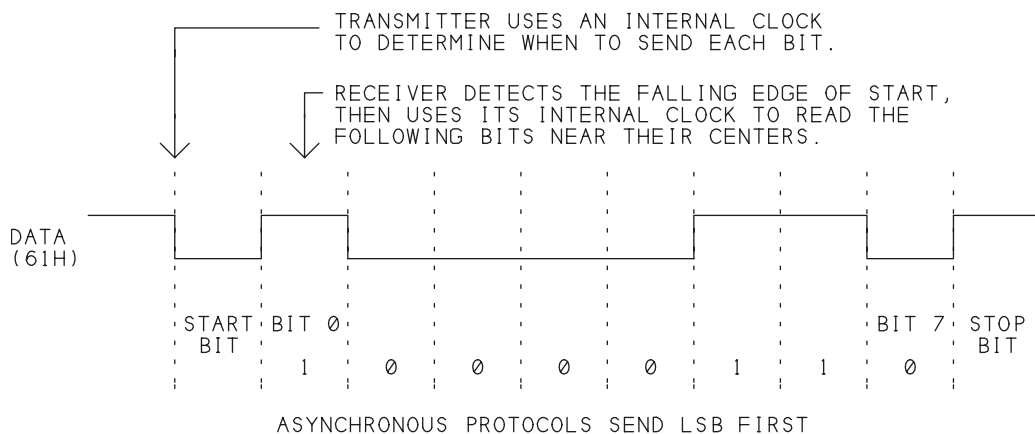 TRANSMITTER USES AN INTERNAL CLOCK
TO DETERMINE WHEN TO SEND EACH BIT.
RECEIVER DETECTS THE FALLING EDGE OF START,
THEN USES ITS INTERNAL CLOCK TO READ THE
FOLLOWING BITS NEAR THEIR CENTERS.
DATA
(61H)
START BIT 0 BIT 7 STOP
BIT BIT
1 0 0 0 0 1 1 0
ASYNCHRONOUS PROTOCOLS SEND LSB FIRST